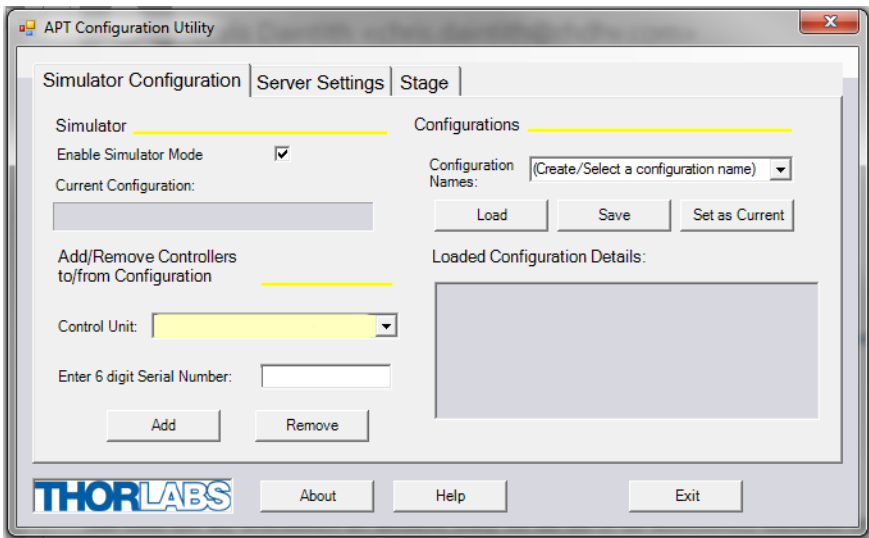 APT Configuration Utility
Simulator Configuration
Server Settings
Stage
Simulator
Enable Simulator Mode
Current Configuration:
Add/Remove Controllers
to/from Configuration
Control Unit:
Enter 6 digit Serial Number:
Add
Remove
Configurations
Configuration
Names:
(Create/Select a configuration name)
Load
Save
Set as Current
Loaded Configuration Details:
THORLABS
About
Help
Exit